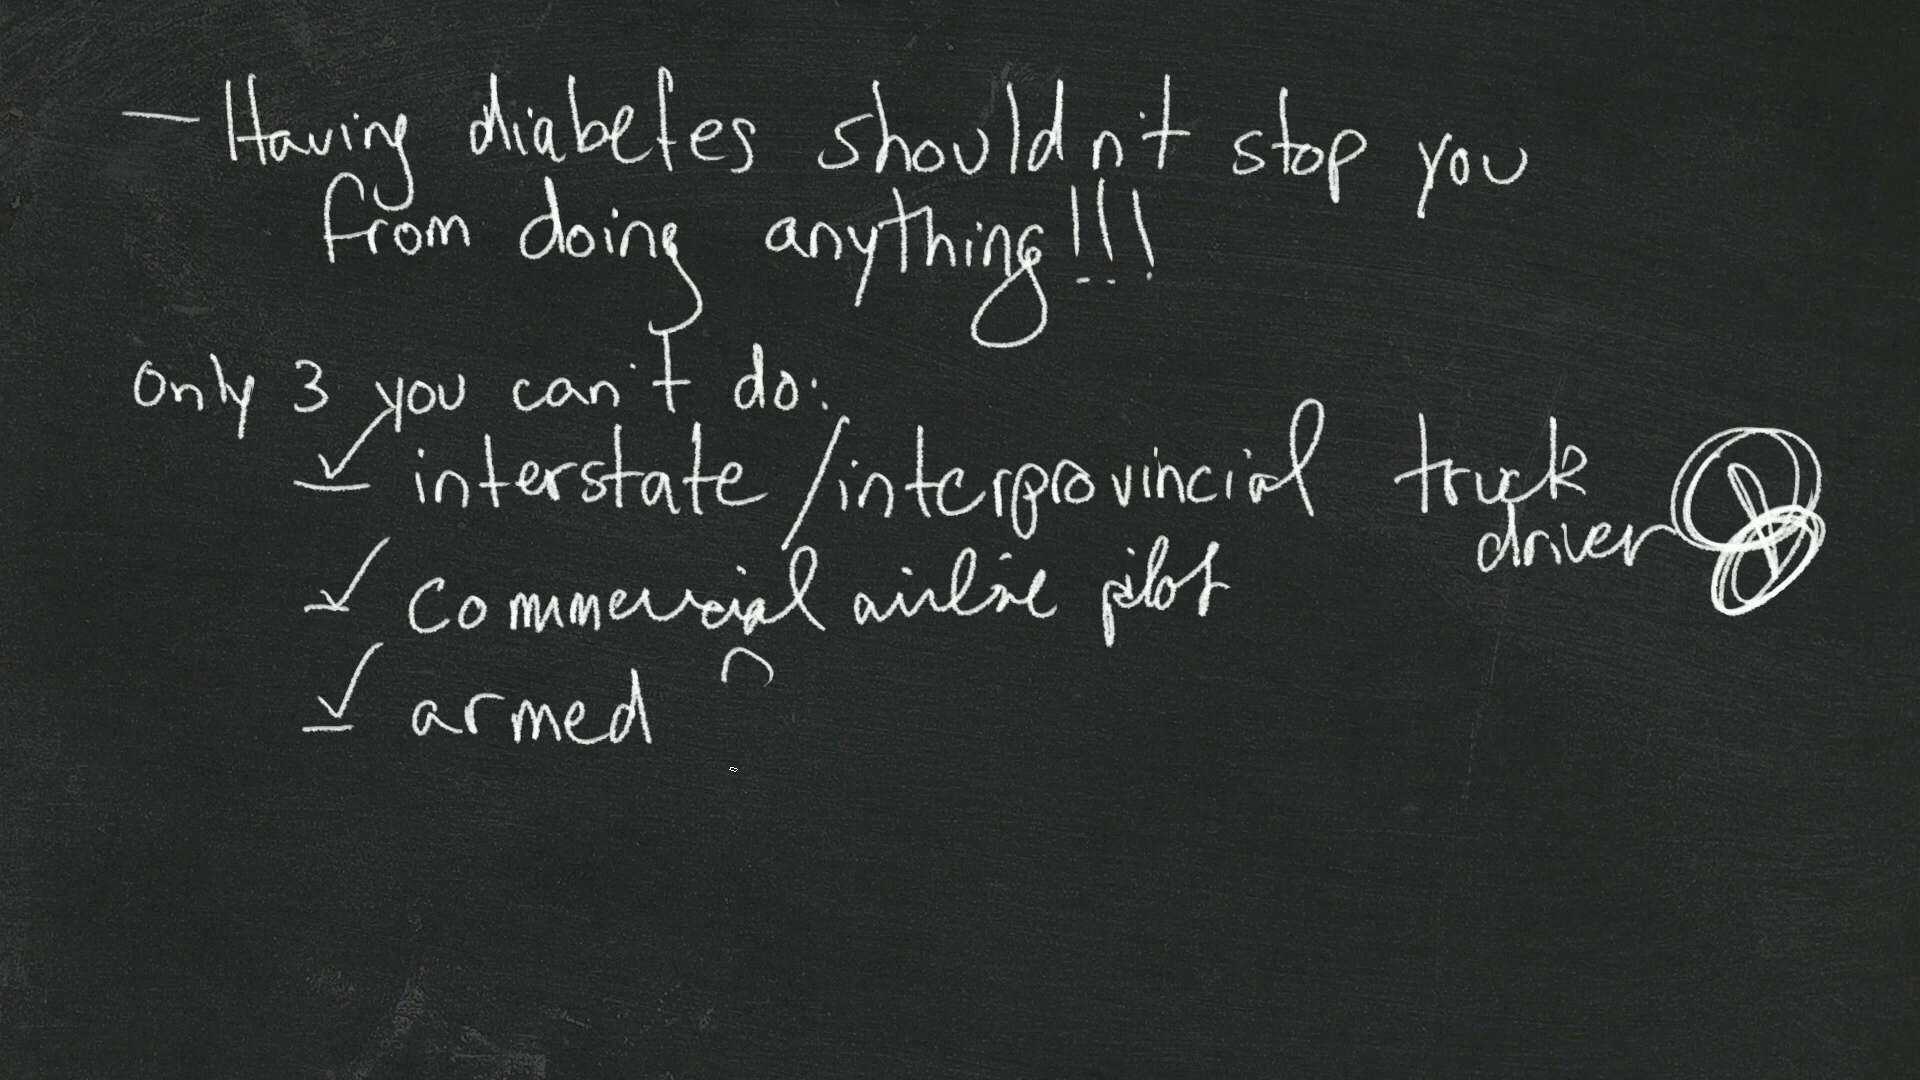 — Having diabetes shouldn't stop you
from doing anything!!!
only 3 you can't do:
✓ interstate/interprovincial truck
driver
✓ commercial airline pilot
✓ armed